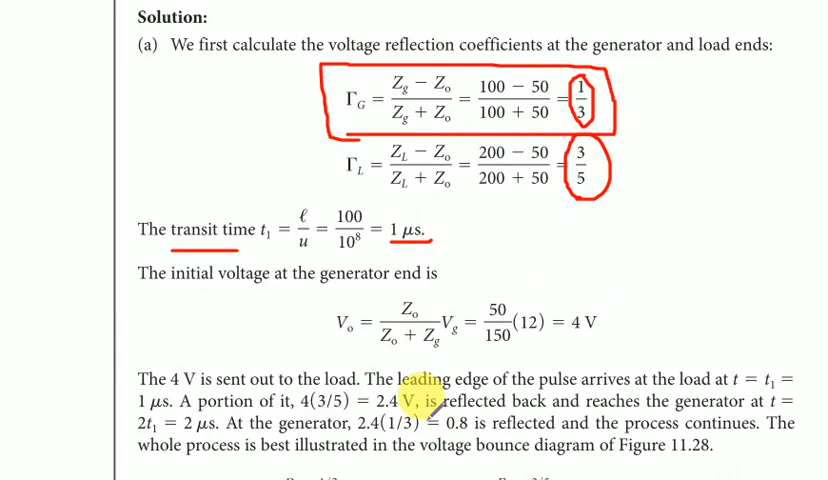 Solution:
(a) We first calculate the voltage reflection coefficients at the generator and load ends:
Γ_G = (Z_g − Z_o)/(Z_g + Z_o) = (100 − 50)/(100 + 50) = 1/3
Γ_L = (Z_L − Z_o)/(Z_L + Z_o) = (200 − 50)/(200 + 50) = 3/5
The transit time t₁ = ℓ/u = 100/10⁸ = 1 μs.
The initial voltage at the generator end is
V_o = Z_o/(Z_o + Z_g) V_g = 50/150 (12) = 4 V
The 4 V is sent out to the load. The leading edge of the pulse arrives at the load at t = t₁ =
1 μs. A portion of it, 4(3/5) = 2.4 V, is reflected back and reaches the generator at t =
2t₁ = 2 μs. At the generator, 2.4(1/3) = 0.8 is reflected and the process continues. The
whole process is best illustrated in the voltage bounce diagram of Figure 11.28.